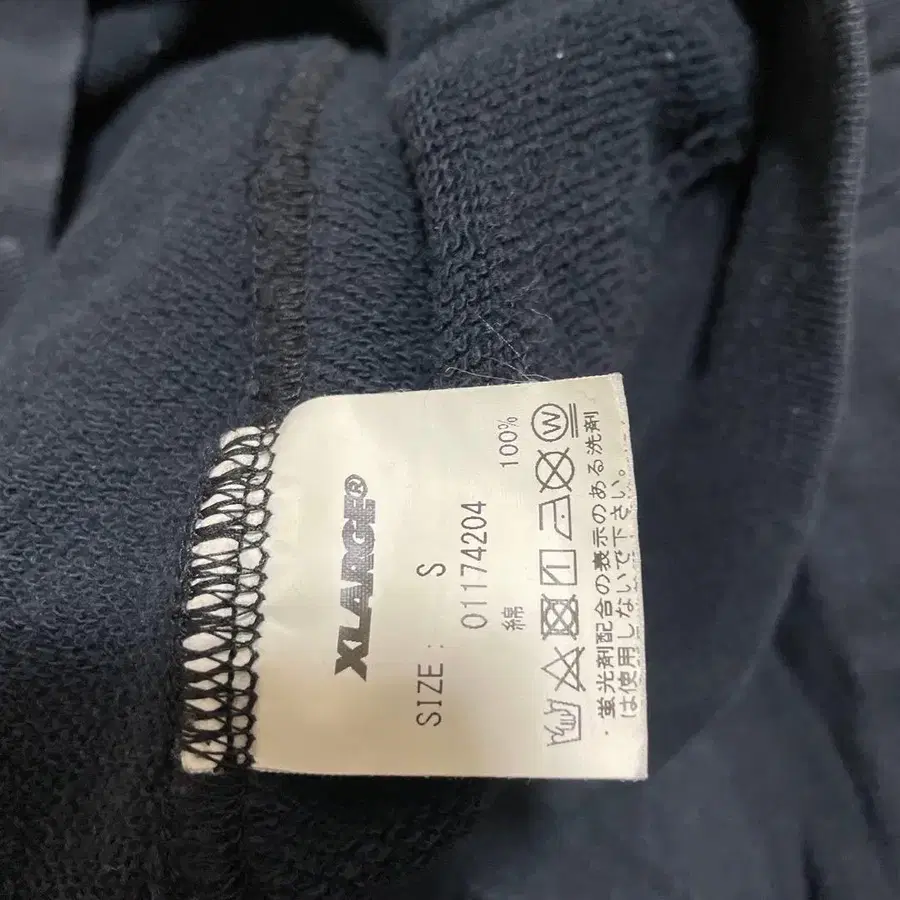 XLARGE®
SIZE : S
01174204
綿 100%
W
・蛍光剤配合の表示のある洗剤
は使用しないで下さい。